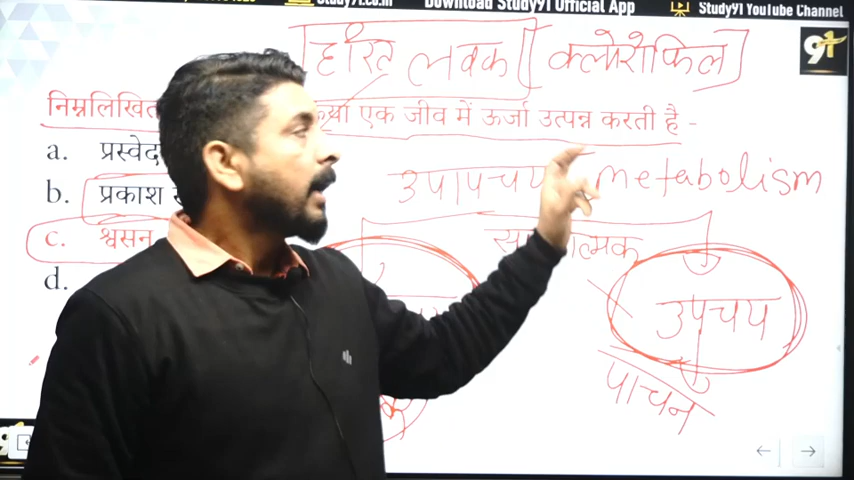 Download Study91 Official App
Study91 YouTube Channel
91
हरित लवक क्लोरोफिल
निम्नलिखित एक जीव में ऊर्जा उत्पन्न करती है -
a.
b. प्रकाश
उपापचय metabolism
c. श्वसन
d.
उपचय
पाचन